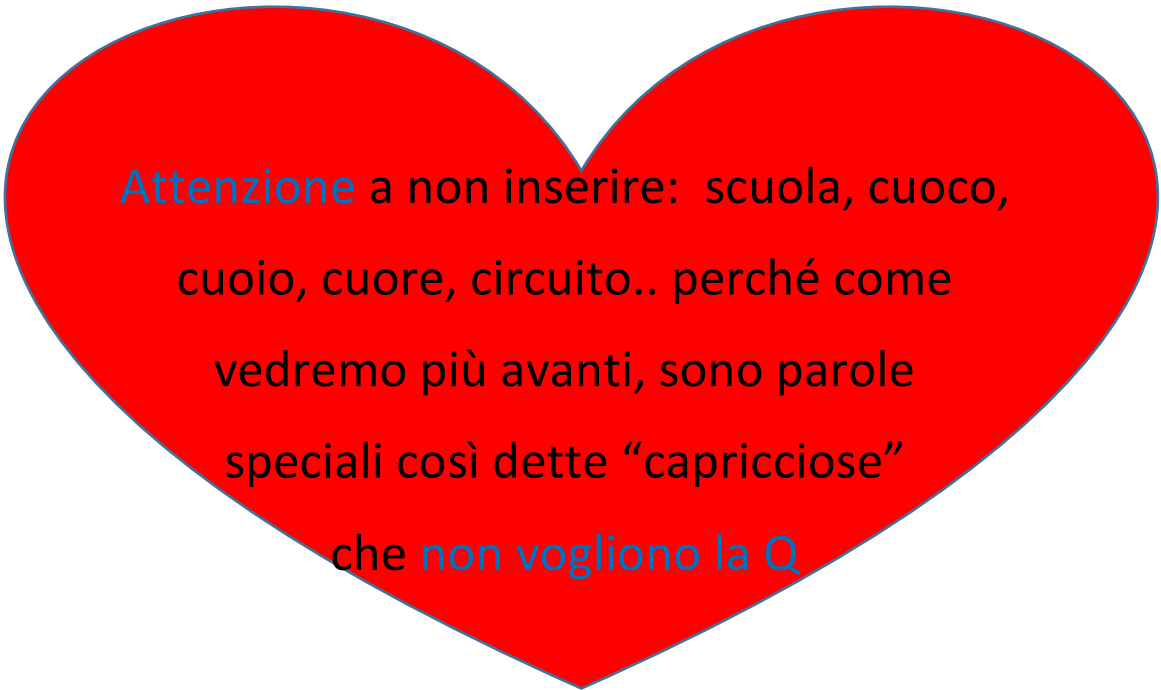 Attenzione a non inserire:  scuola, cuoco,
cuoio, cuore, circuito.. perché come
vedremo più avanti, sono parole
speciali così dette “capricciose”
che non vogliono la Q